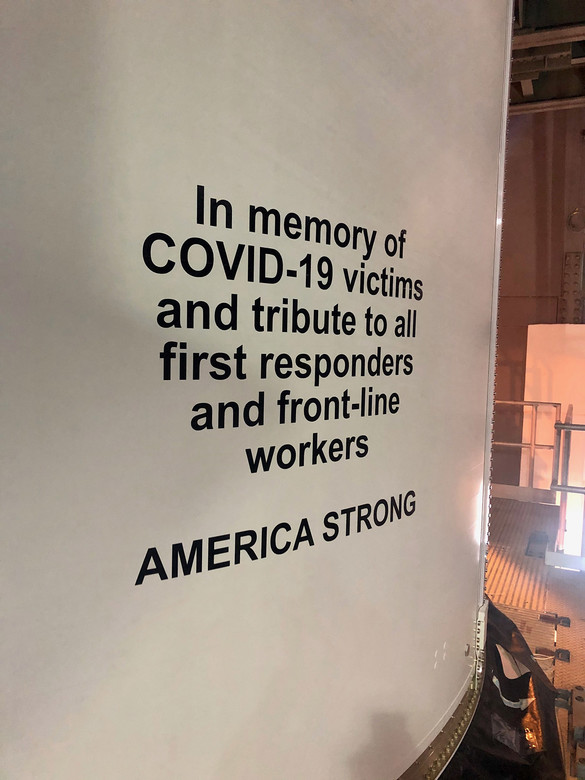 In memory of
COVID-19 victims
and tribute to all
first responders
and front-line
workers
AMERICA STRONG